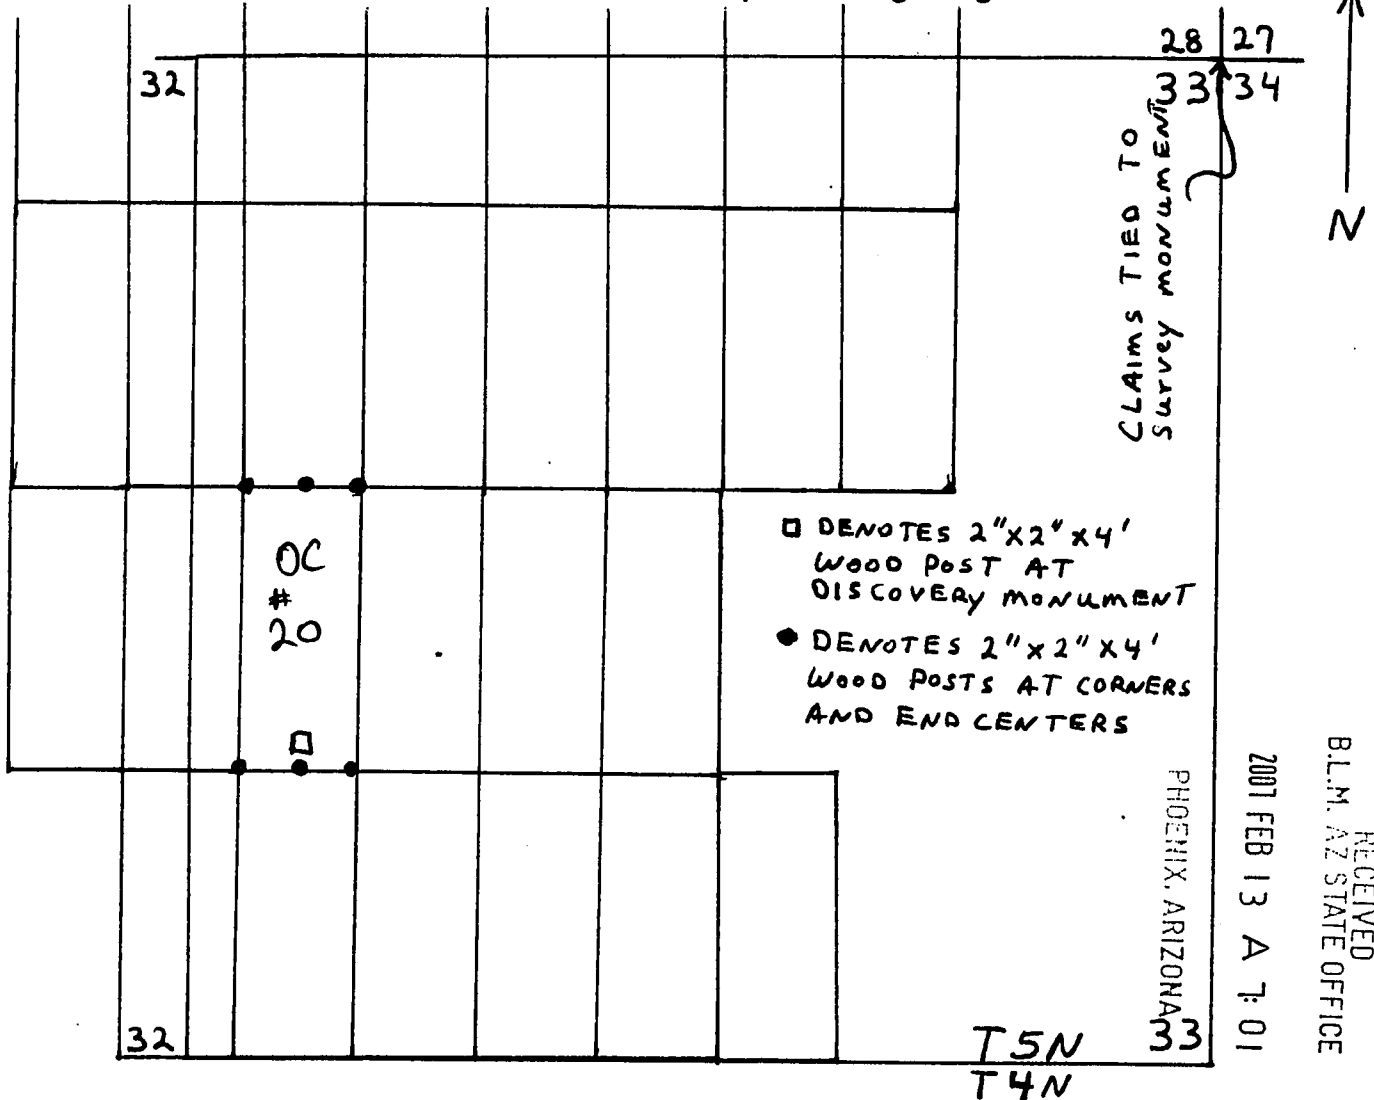 28 27
32
33 34
N
CLAIMS TIED TO
Survey monument
OC
#
20
DENOTES 2"x2"x4'
WOOD POST AT
DISCOVERY MONUMENT
DENOTES 2"x2"x4'
WOOD POSTS AT CORNERS
AND END CENTERS
RECEIVED
B.L.M. AZ STATE OFFICE
2007 FEB 13 A 7:01
PHOENIX, ARIZONA
32
T5N
33
T4N